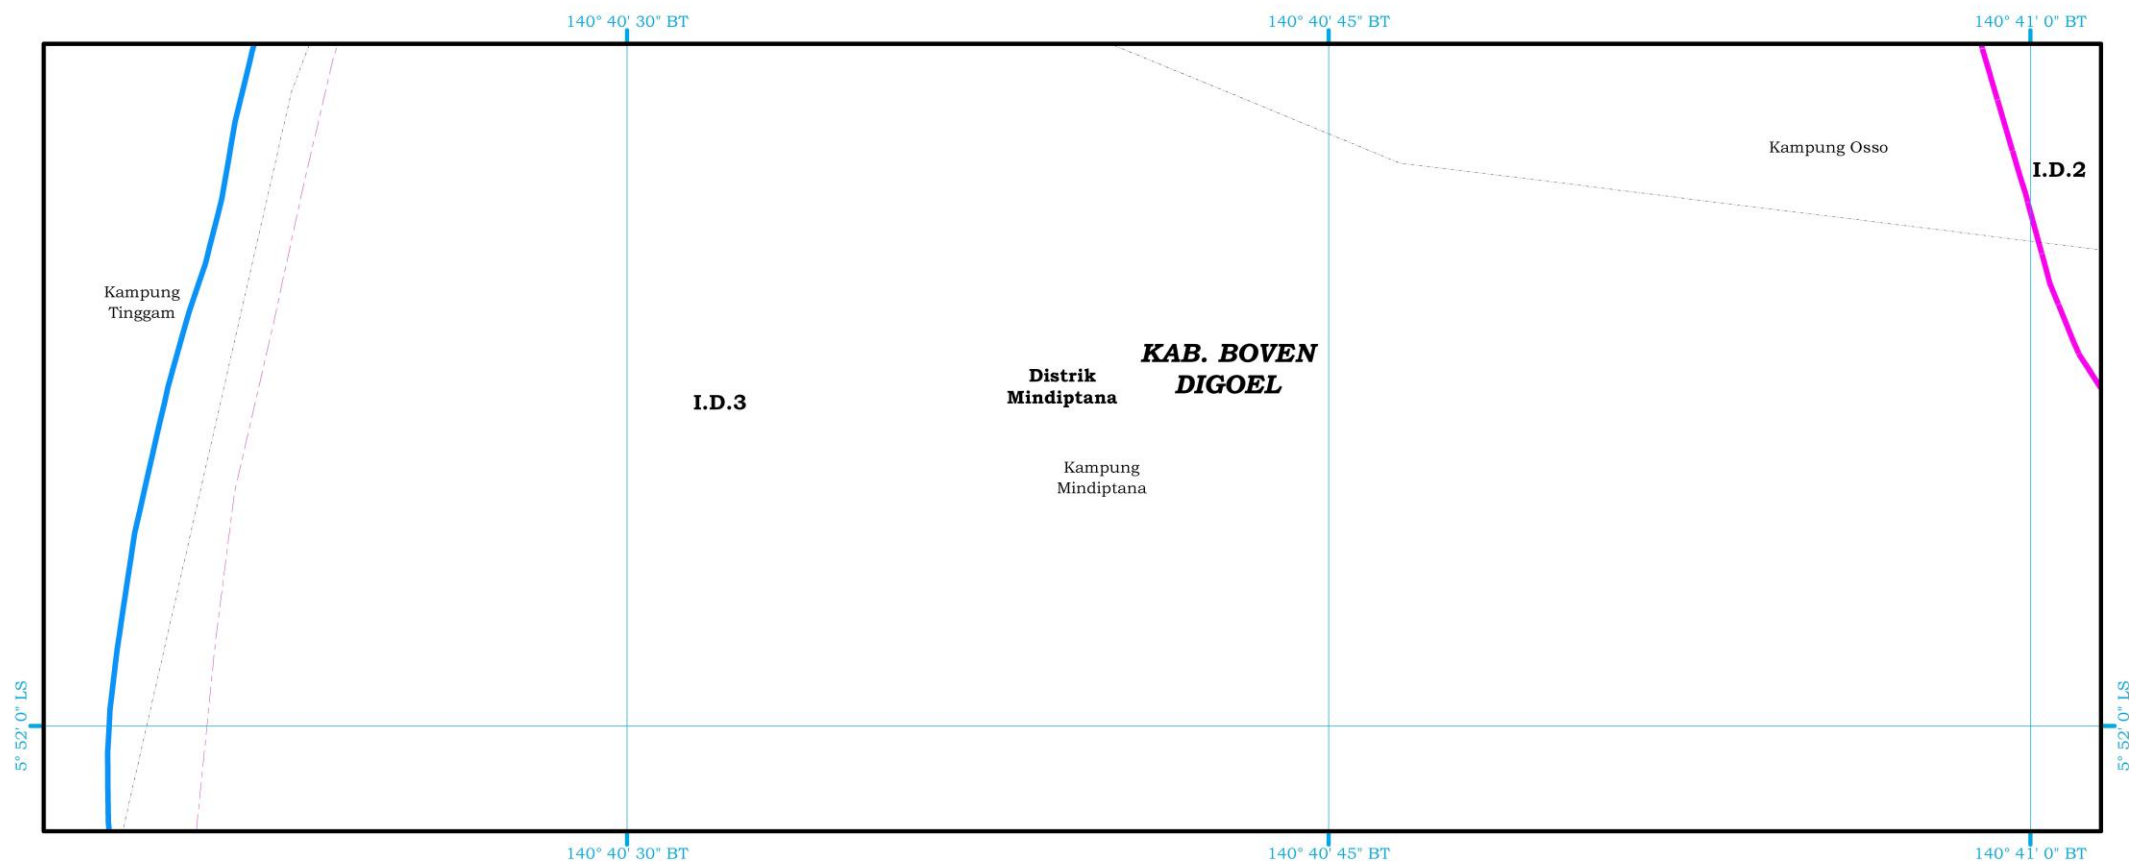 140° 40' 30" BT
140° 40' 45" BT
140° 41' 0" BT
Kampung Osso
I.D.2
Kampung
Tinggam
KAB. BOVEN
DIGOEL
Distrik
Mindiptana
I.D.3
Kampung
Mindiptana
5° 52' 0" LS
5° 52' 0" LS
140° 40' 30" BT
140° 40' 45" BT
140° 41' 0" BT